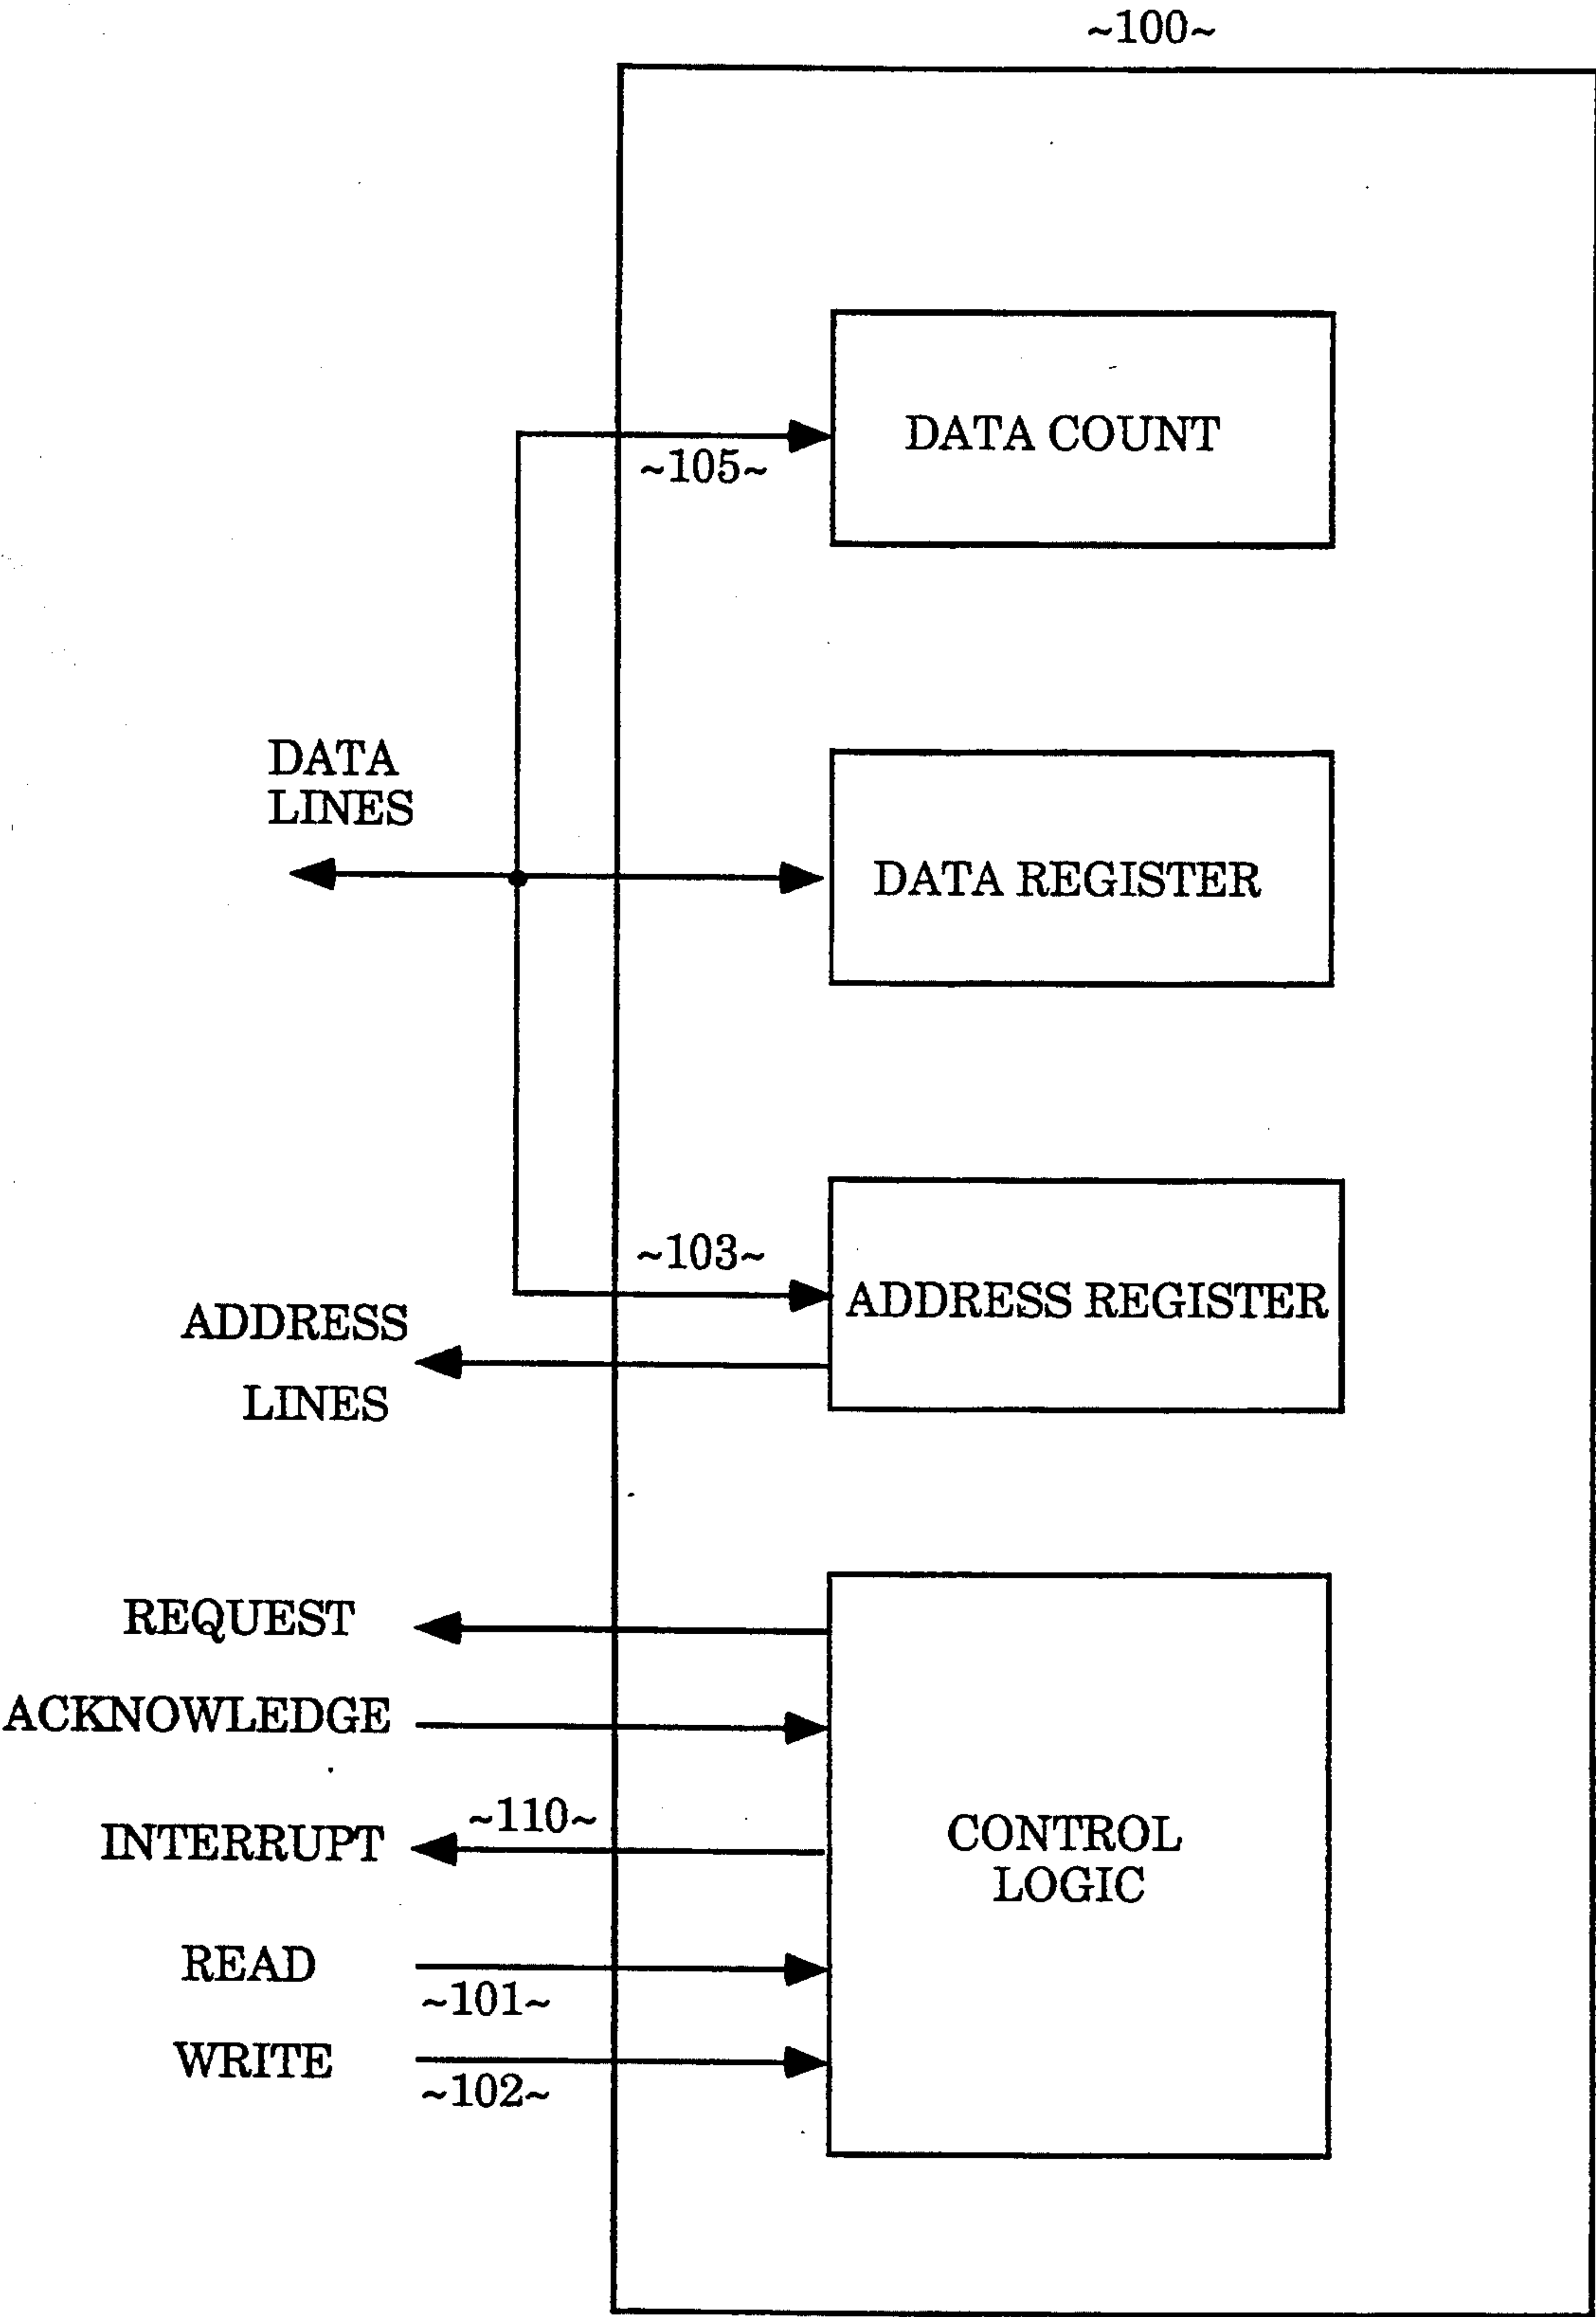 ~100~
DATA COUNT
~105~
DATA
LINES
DATA REGISTER
~103~
ADDRESS REGISTER
ADDRESS
LINES
REQUEST
ACKNOWLEDGE
~110~
INTERRUPT
CONTROL
LOGIC
READ
~101~
WRITE
~102~